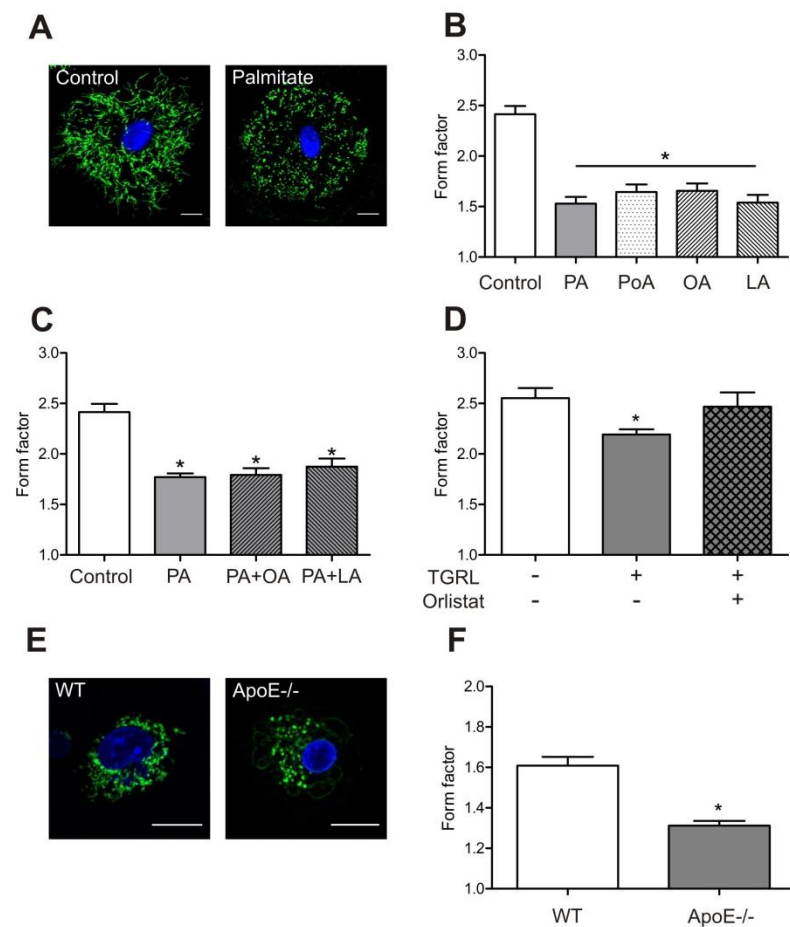 A
Control
Palmitate
B
Form factor
3.0
2.5
2.0
1.5
1.0
*
Control PA PoA OA LA
C
Form factor
3.0
2.5
2.0
1.5
1.0
* * *
Control PA PA+OA PA+LA
D
Form factor
3.0
2.5
2.0
1.5
1.0
*
TGRL - + +
Orlistat - - +
E
WT
ApoE-/-
F
Form factor
2.0
1.8
1.6
1.4
1.2
1.0
*
WT ApoE-/-